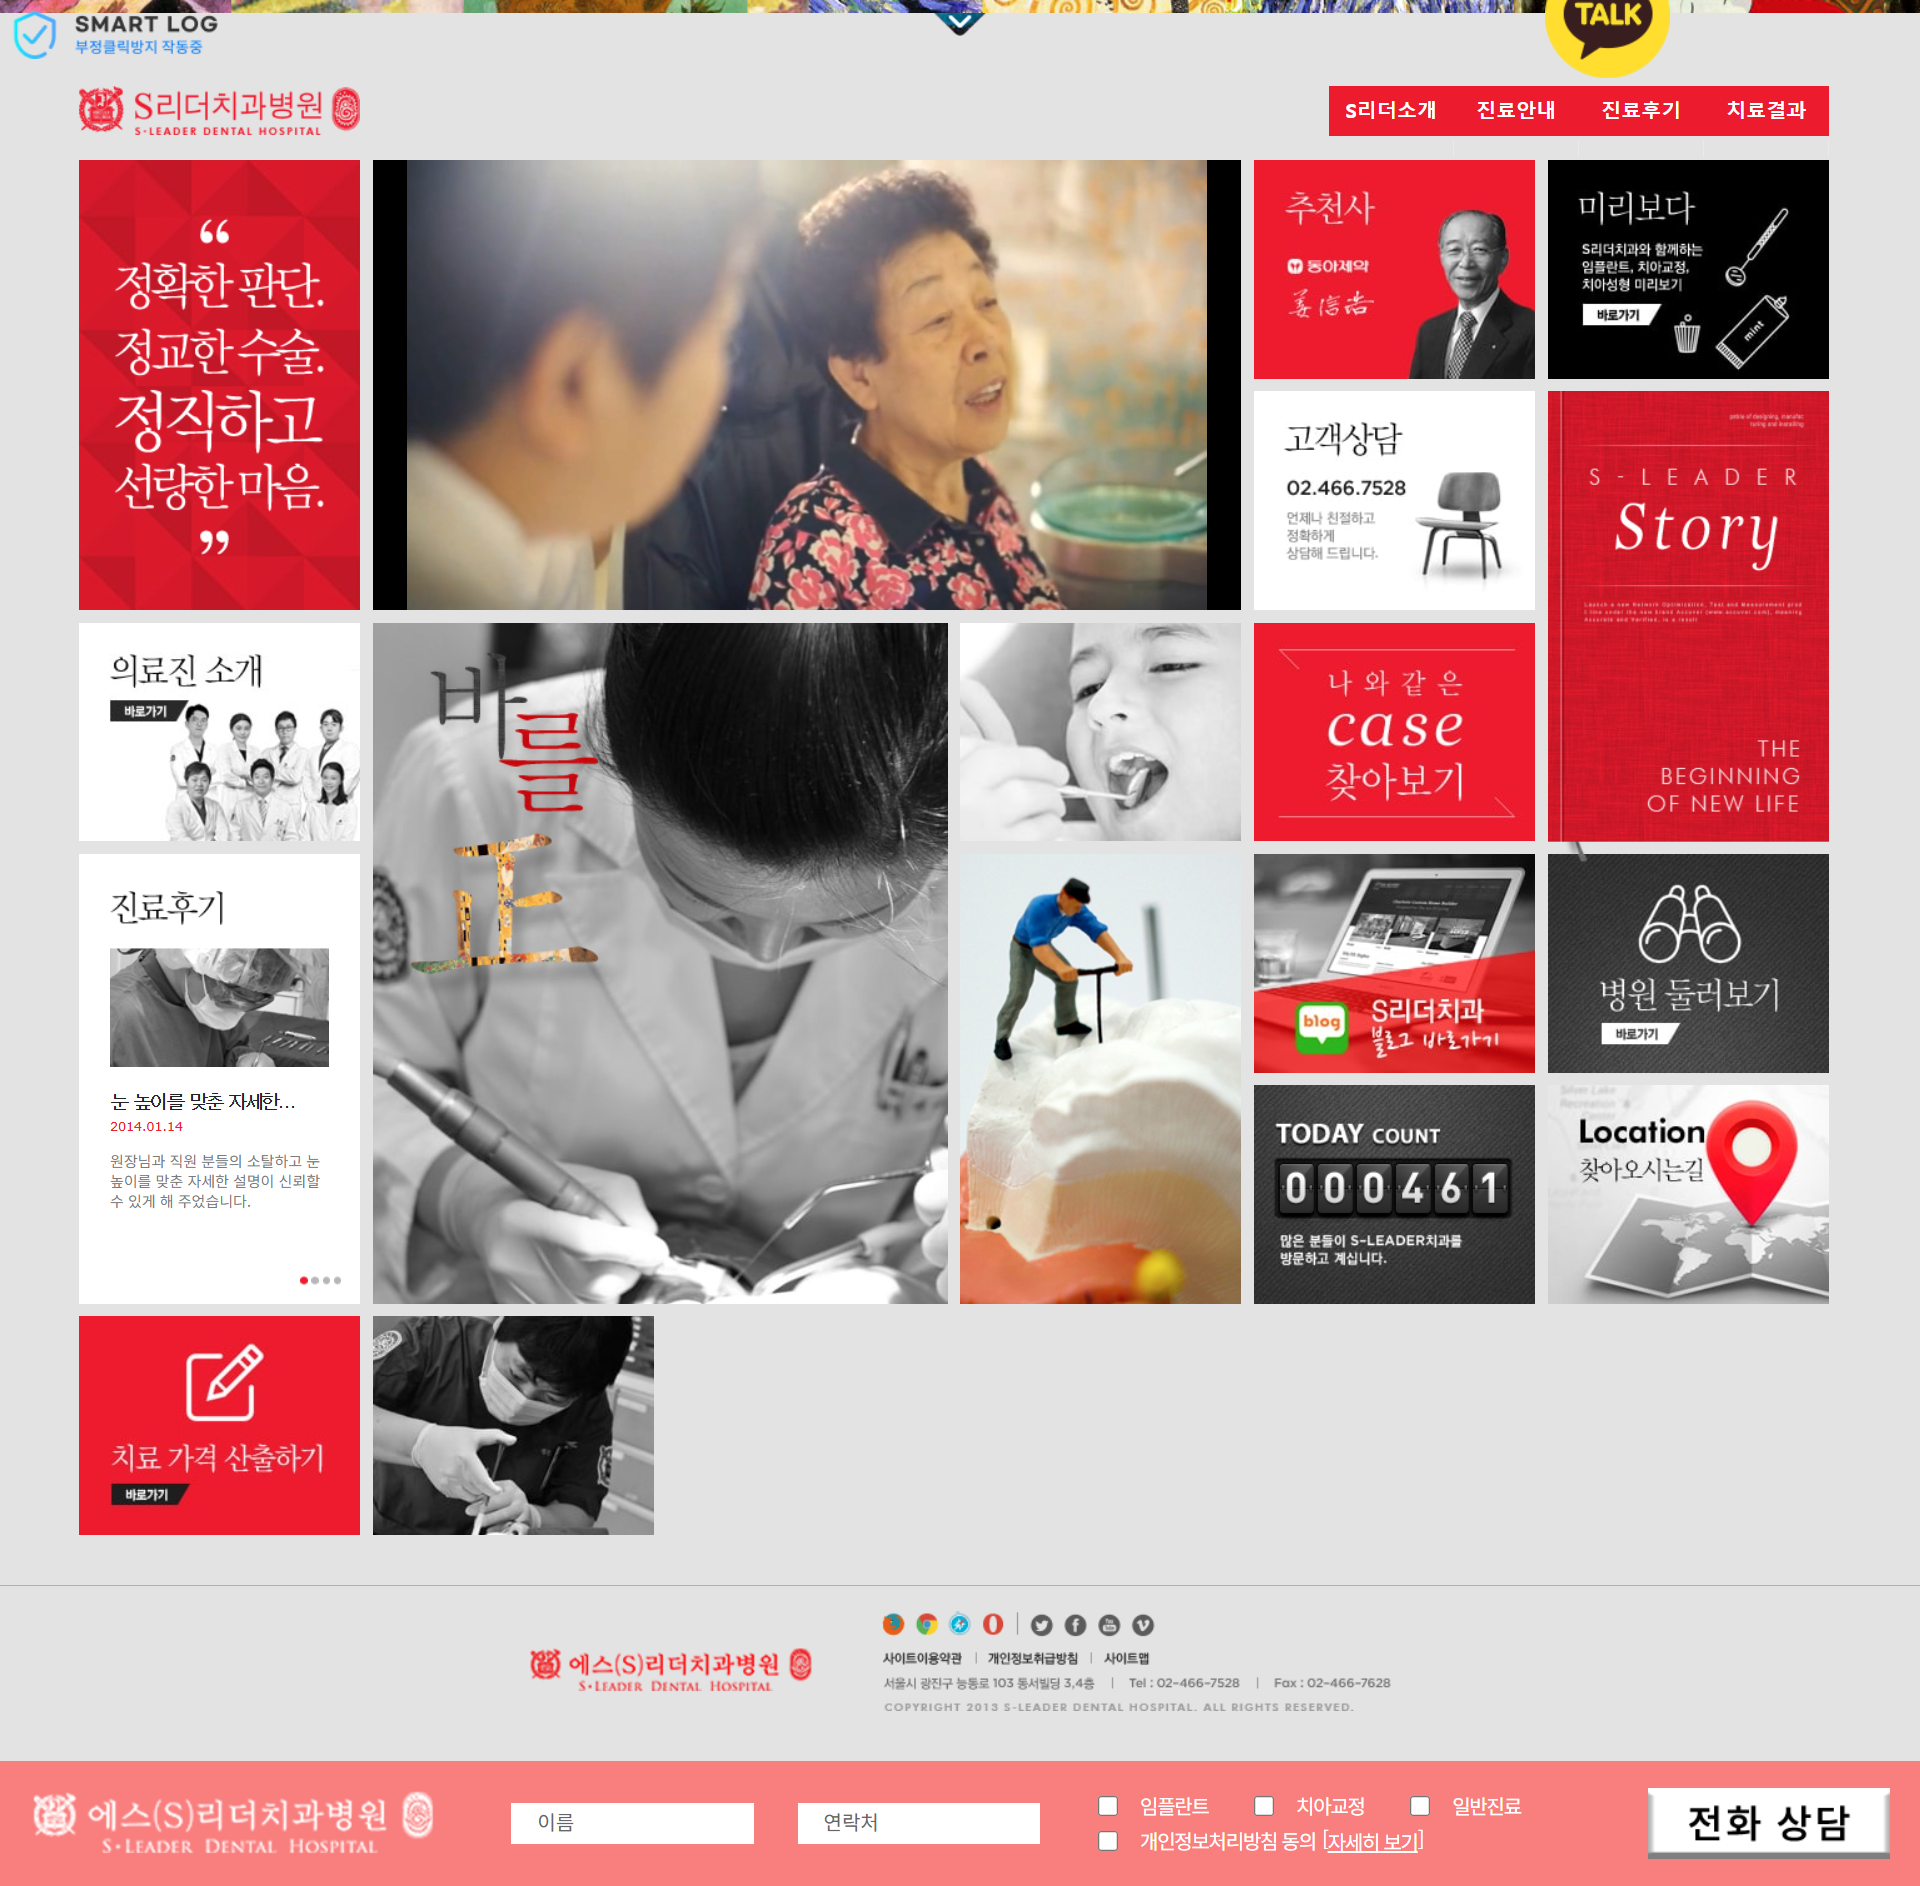 SMART LOG
부정클릭방지 작동중
TALK
S리더치과병원
S-LEADER DENTAL HOSPITAL
S리더소개
진료안내
진료후기
치료결과
“
정확한 판단.
정교한 수술.
정직하고
선량한 마음.
”
추천사
동아제약
姜信浩
미리보다
S리더치과와 함께하는
임플란트, 치아교정,
치아성형 미리보기
바로가기
mint
고객상담
02.466.7528
언제나 친절하고
정확하게
상담해 드립니다.
S-LEADER
Story
THE
BEGINNING
OF NEW LIFE
의료진 소개
바로가기
바
를
正
나와같은
case
찾아보기
진료후기
눈 높이를 맞춘 자세한...
2014.01.14
원장님과 직원 분들의 소탈하고 눈
높이를 맞춘 자세한 설명이 신뢰할
수 있게 해 주었습니다.
blog
S리더치과
블로그 바로가기
병원 둘러보기
바로가기
TODAY COUNT
000461
많은 분들이 S-LEADER치과를
방문하고 계십니다.
Location
찾아오시는길
치료 가격 산출하기
바로가기
에스(S)리더치과병원
S·LEADER DENTAL HOSPITAL
사이트이용약관 | 개인정보취급방침 | 사이트맵
서울시 광진구 능동로 103 동서빌딩 3,4층 | Tel : 02-466-7528 | Fax : 02-466-7628
COPYRIGHT 2013 S-LEADER DENTAL HOSPITAL. ALL RIGHTS RESERVED.
에스(S)리더치과병원
S·LEADER DENTAL HOSPITAL
이름
연락처
임플란트
치아교정
일반진료
개인정보처리방침 동의 [자세히 보기]
전화 상담